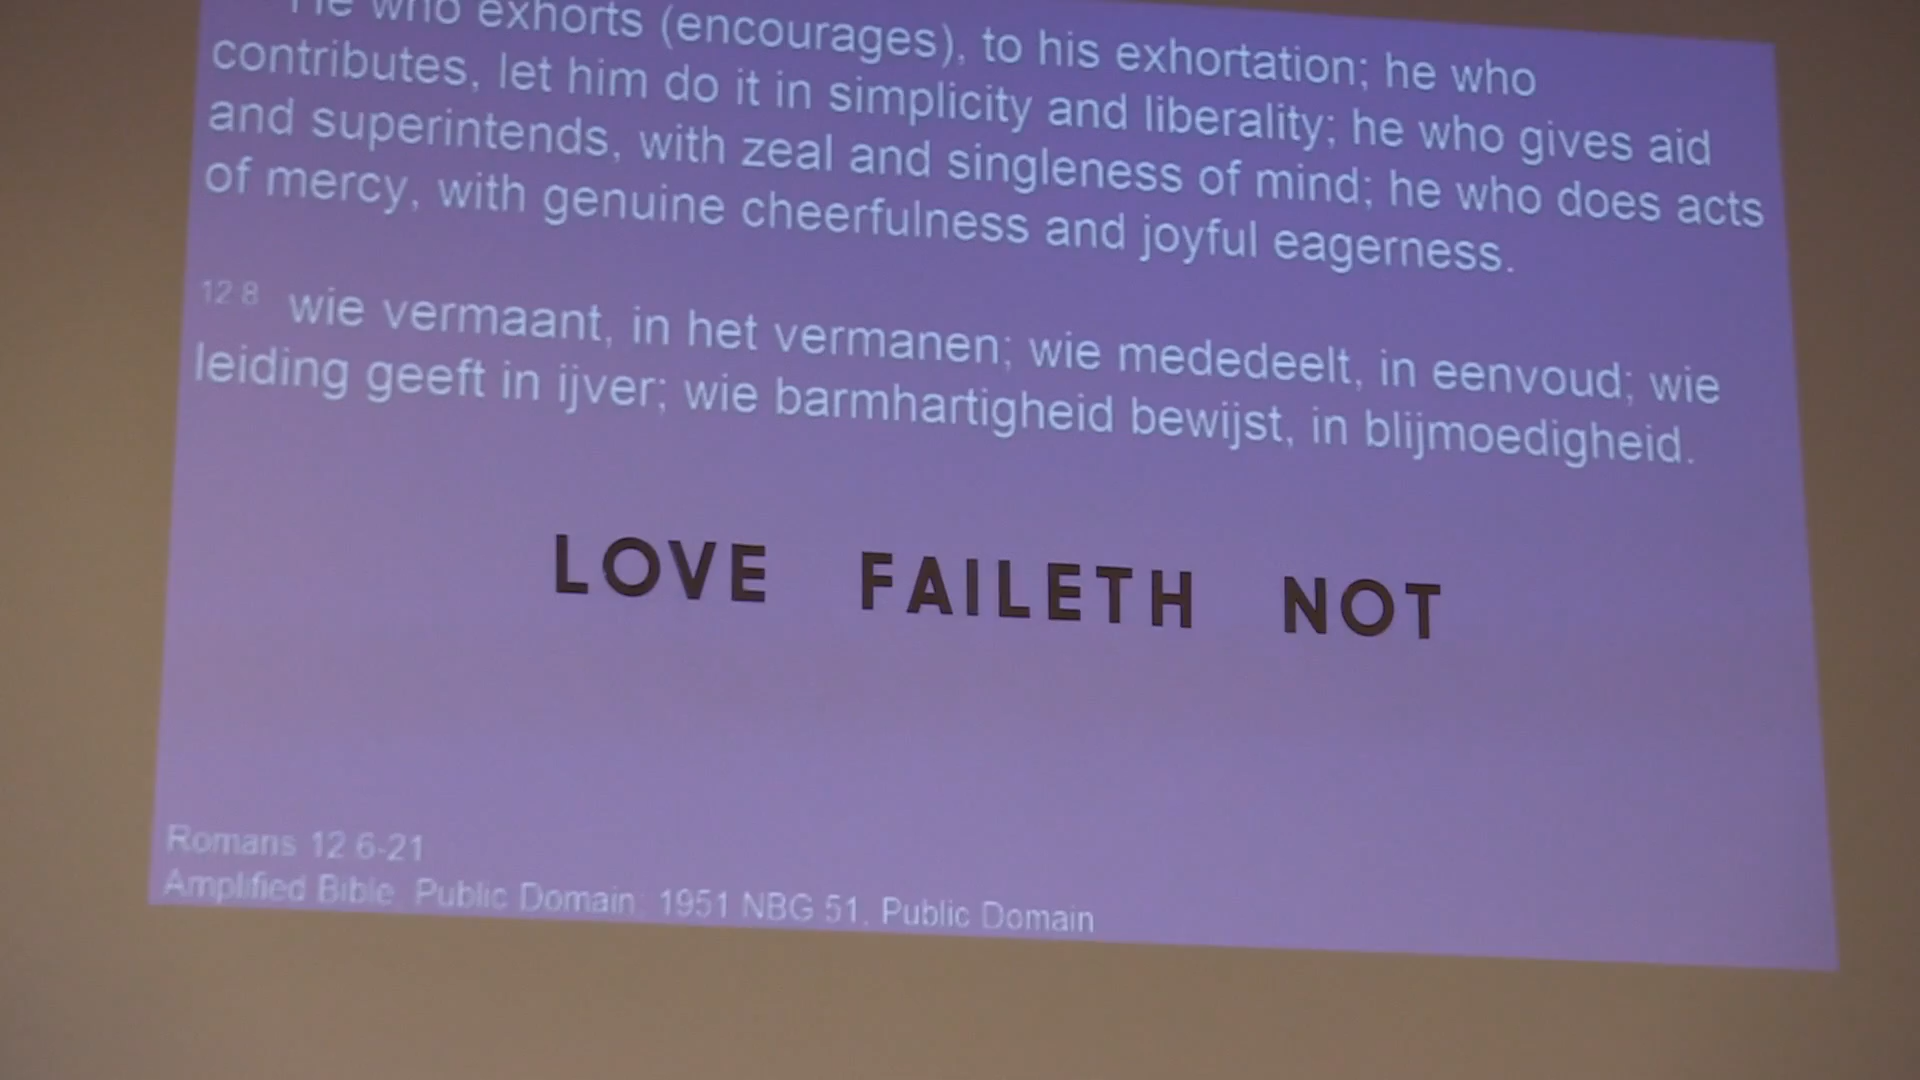 He who exhorts (encourages), to his exhortation; he who
contributes, let him do it in simplicity and liberality; he who gives aid
and superintends, with zeal and singleness of mind; he who does acts
of mercy, with genuine cheerfulness and joyful eagerness.
12 8 wie vermaant, in het vermanen; wie mededeelt, in eenvoud; wie
leiding geeft in ijver; wie barmhartigheid bewijst, in blijmoedigheid.
LOVE FAILETH NOT
Romans 12 6-21
Amplified Bible, Public Domain; 1951 NBG 51, Public Domain